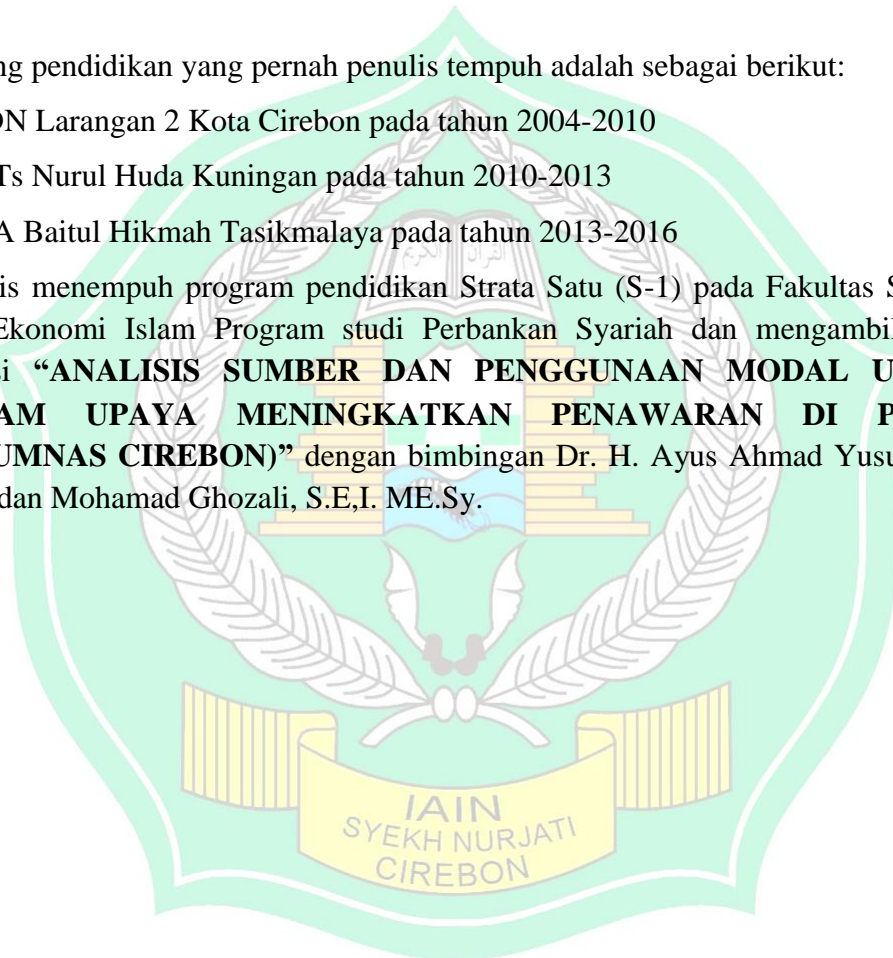 ng pendidikan yang pernah penulis tempuh adalah sebagai berikut:
DN Larangan 2 Kota Cirebon pada tahun 2004-2010
Ts Nurul Huda Kuningan pada tahun 2010-2013
A Baitul Hikmah Tasikmalaya pada tahun 2013-2016
is menempuh program pendidikan Strata Satu (S-1) pada Fakultas S
Ekonomi Islam Program studi Perbankan Syariah dan mengambil
si “ANALISIS SUMBER DAN PENGGUNAAN MODAL U
AM UPAYA MENINGKATKAN PENAWARAN DI P
UMNAS CIREBON)” dengan bimbingan Dr. H. Ayus Ahmad Yusu
dan Mohamad Ghozali, S.E,I. ME.Sy.
القرآن الكريم
IAIN
SYEKH NURJATI
CIREBON